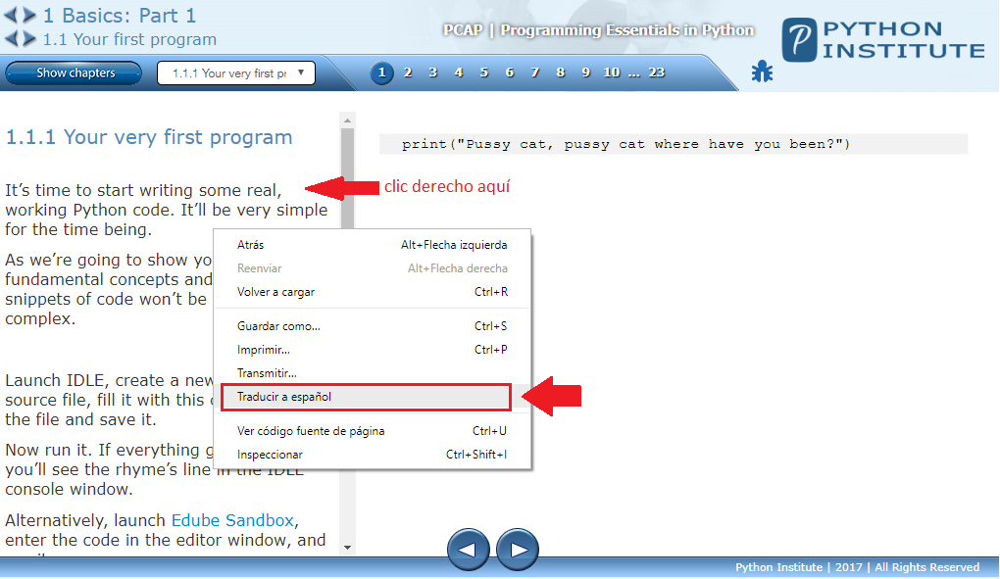 1 Basics: Part 1
1.1 Your first program
PCAP | Programming Essentials in Python
PYTHON
INSTITUTE
Show chapters
1.1.1 Your very first pr
1 2 3 4 5 6 7 8 9 10 ... 23
1.1.1 Your very first program
It’s time to start writing some real,
working Python code. It’ll be very simple
for the time being.
As we’re going to show yo
fundamental concepts and
snippets of code won’t be
complex.
Launch IDLE, create a new
source file, fill it with this
the file and save it.
Now run it. If everything g
you’ll see the rhyme’s line in the IDLE
console window.
Alternatively, launch Edube Sandbox,
enter the code in the editor window, and
print("Pussy cat, pussy cat where have you been?")
clic derecho aquí
Atrás Alt+Flecha izquierda
Reenviar Alt+Flecha derecha
Volver a cargar Ctrl+R
Guardar como... Ctrl+S
Imprimir... Ctrl+P
Transmitir...
Traducir a español
Ver código fuente de página Ctrl+U
Inspeccionar Ctrl+Shift+I
Python Institute | 2017 | All Rights Reserved